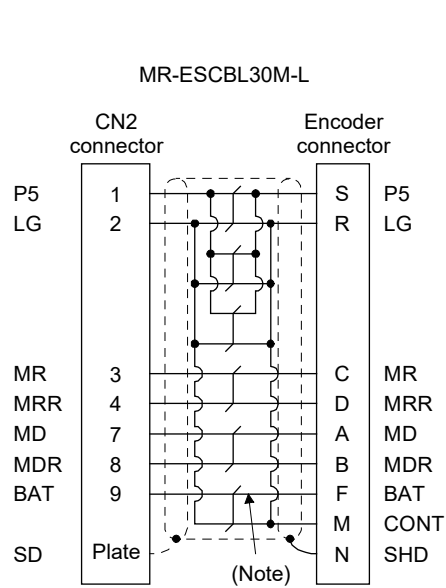 MR-ESCBL30M-L
CN2 connector
Encoder connector
P5 1 S P5
LG 2 R LG
MR 3 C MR
MRR 4 D MRR
MD 7 A MD
MDR 8 B MDR
BAT 9 F BAT
M CONT
SD Plate N SHD
(Note)